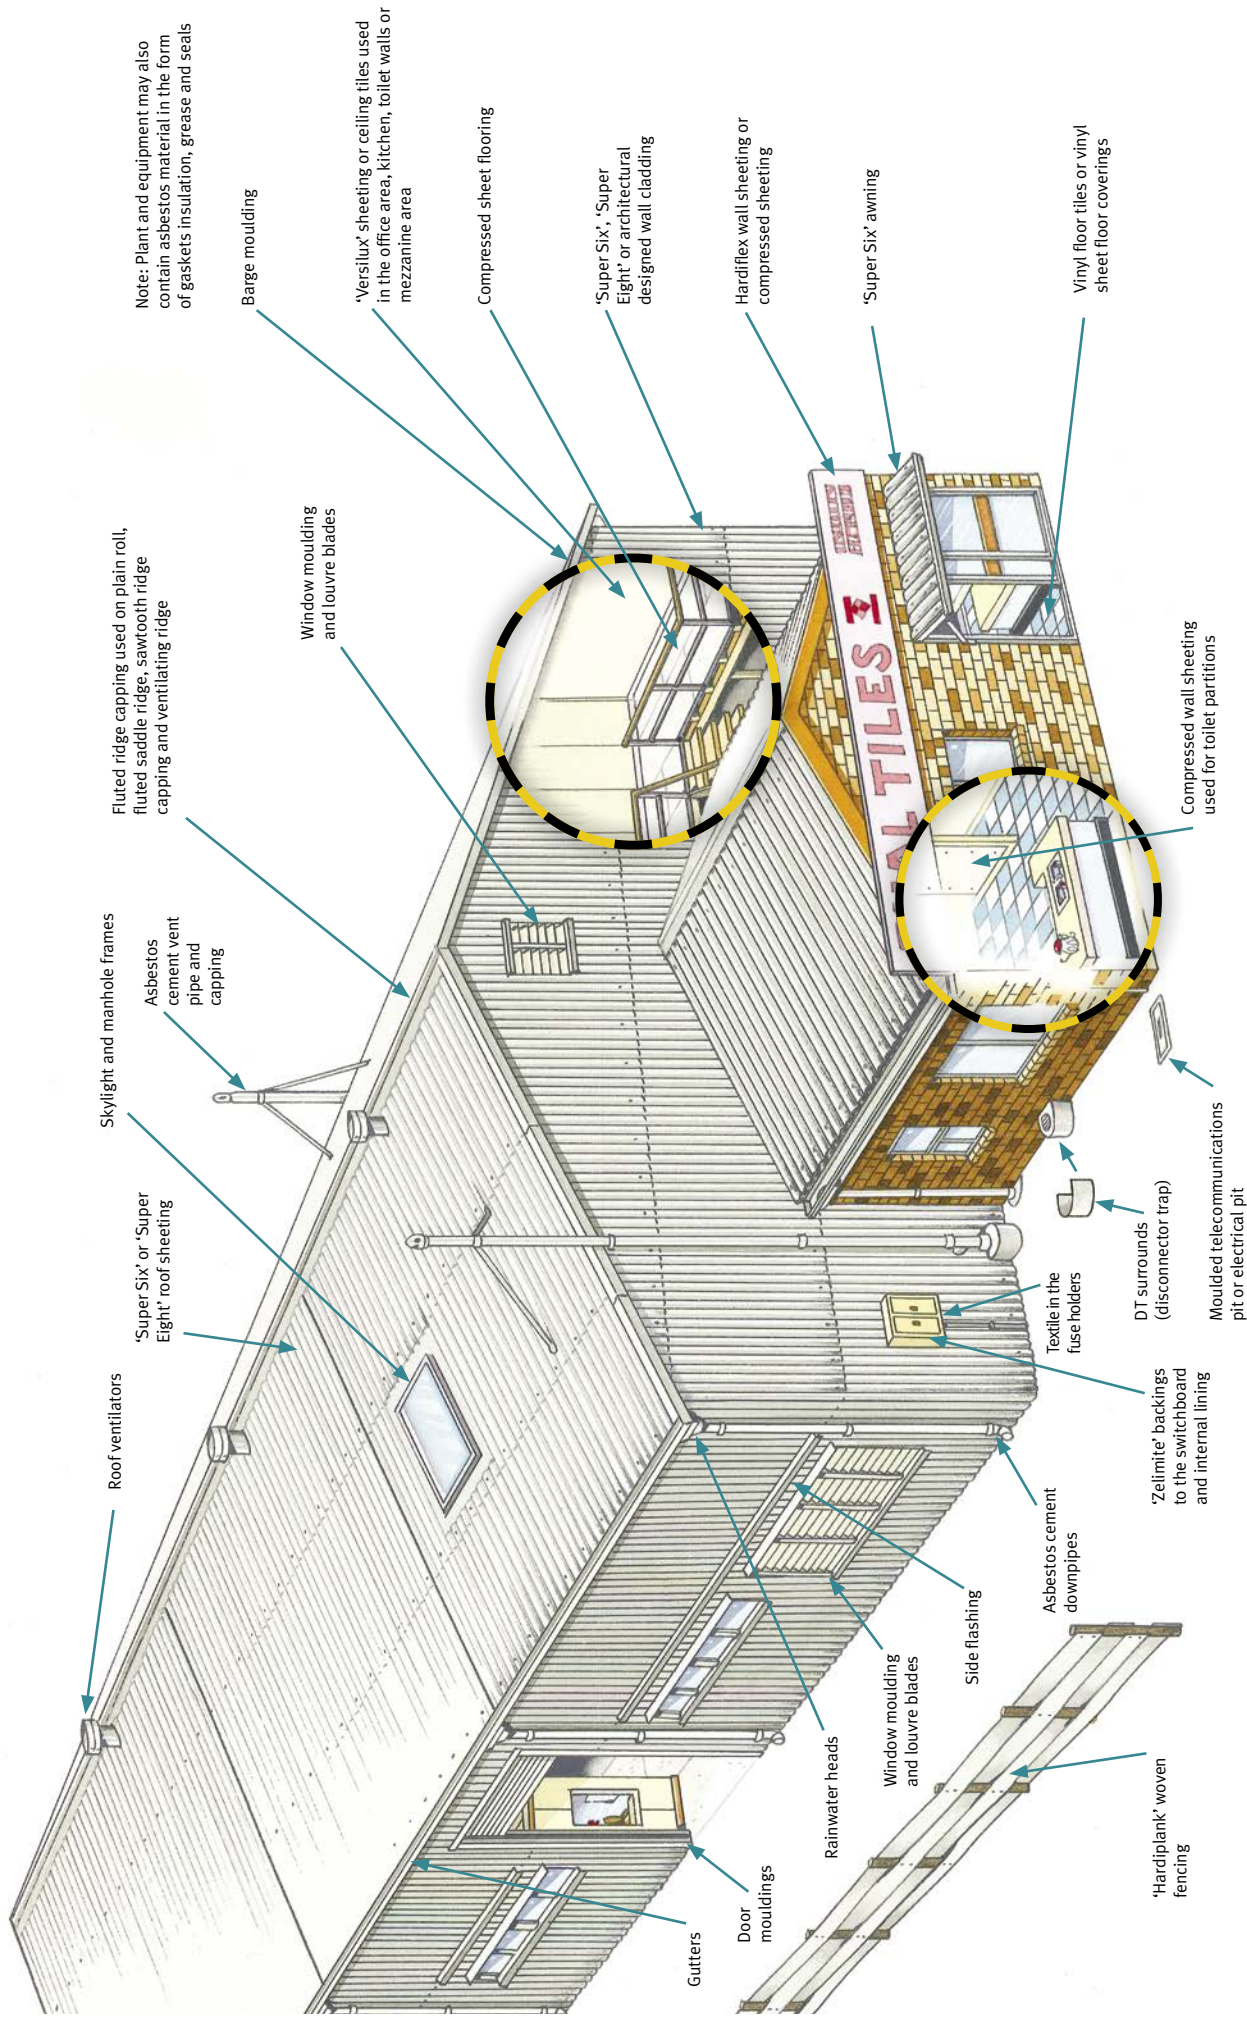 Note: Plant and equipment may also
contain asbestos material in the form
of gaskets insulation, grease and seals
Barge moulding
‘Versilux’ sheeting or ceiling tiles used
in the office area, kitchen, toilet walls or
mezzanine area
Compressed sheet flooring
‘Super Six’, ‘Super
Eight’ or architectural
designed wall cladding
Hardiflex wall sheeting or
compressed sheeting
‘Super Six’ awning
Vinyl floor tiles or vinyl
sheet floor coverings
Fluted ridge capping used on plain roll,
fluted saddle ridge, sawtooth ridge
capping and ventilating ridge
Window moulding
and louvre blades
Compressed wall sheeting
used for toilet partitions
Asbestos
cement vent
pipe and
capping
Skylight and manhole frames
‘Super Six’ or ‘Super
Eight’ roof sheeting
Roof ventilators
TILES
Textile in the
fuse holders
DT surrounds
(disconnector trap)
Moulded telecommunications
pit or electrical pit
‘Zelimite’ backings
to the switchboard
and internal lining
Asbestos cement
downpipes
Side flashing
Window moulding
and louvre blades
Rainwater heads
Door
mouldings
Gutters
‘Hardiplank’ woven
fencing